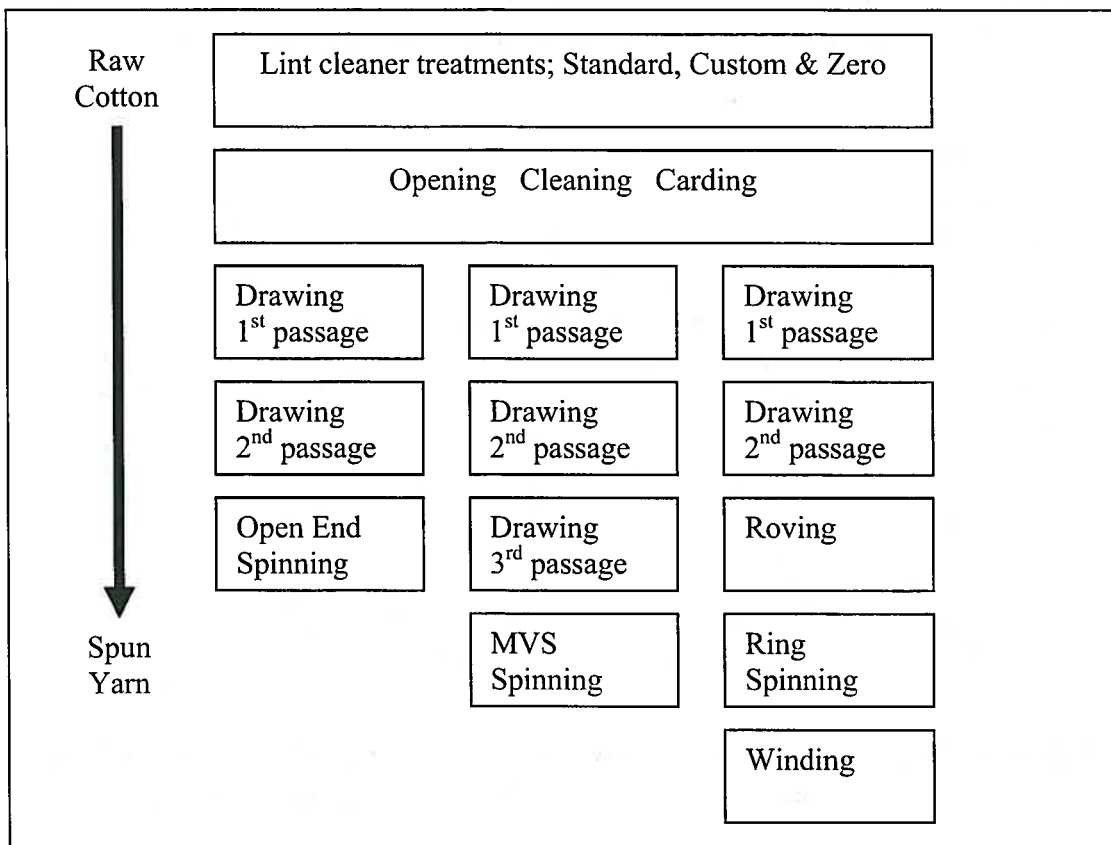 Raw
Cotton
Lint cleaner treatments; Standard, Custom & Zero
Opening Cleaning Carding
Drawing
1st passage
Drawing
1st passage
Drawing
1st passage
Drawing
2nd passage
Drawing
2nd passage
Drawing
2nd passage
Open End
Spinning
Drawing
3rd passage
Roving
Spun
Yarn
MVS
Spinning
Ring
Spinning
Winding